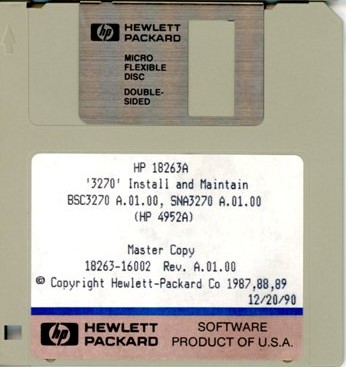 hp HEWLETT
PACKARD
MICRO
FLEXIBLE
DISC
DOUBLE-
SIDED
HP 18263A
'3270' Install and Maintain
BSC3270 A.01.00, SNA3270 A.01.00
(HP 4952A)
Master Copy
18263-16002 Rev. A.01.00
© Copyright Hewlett-Packard Co 1987,88,89
12/20/90
hp HEWLETT
PACKARD
SOFTWARE
PRODUCT OF U.S.A.